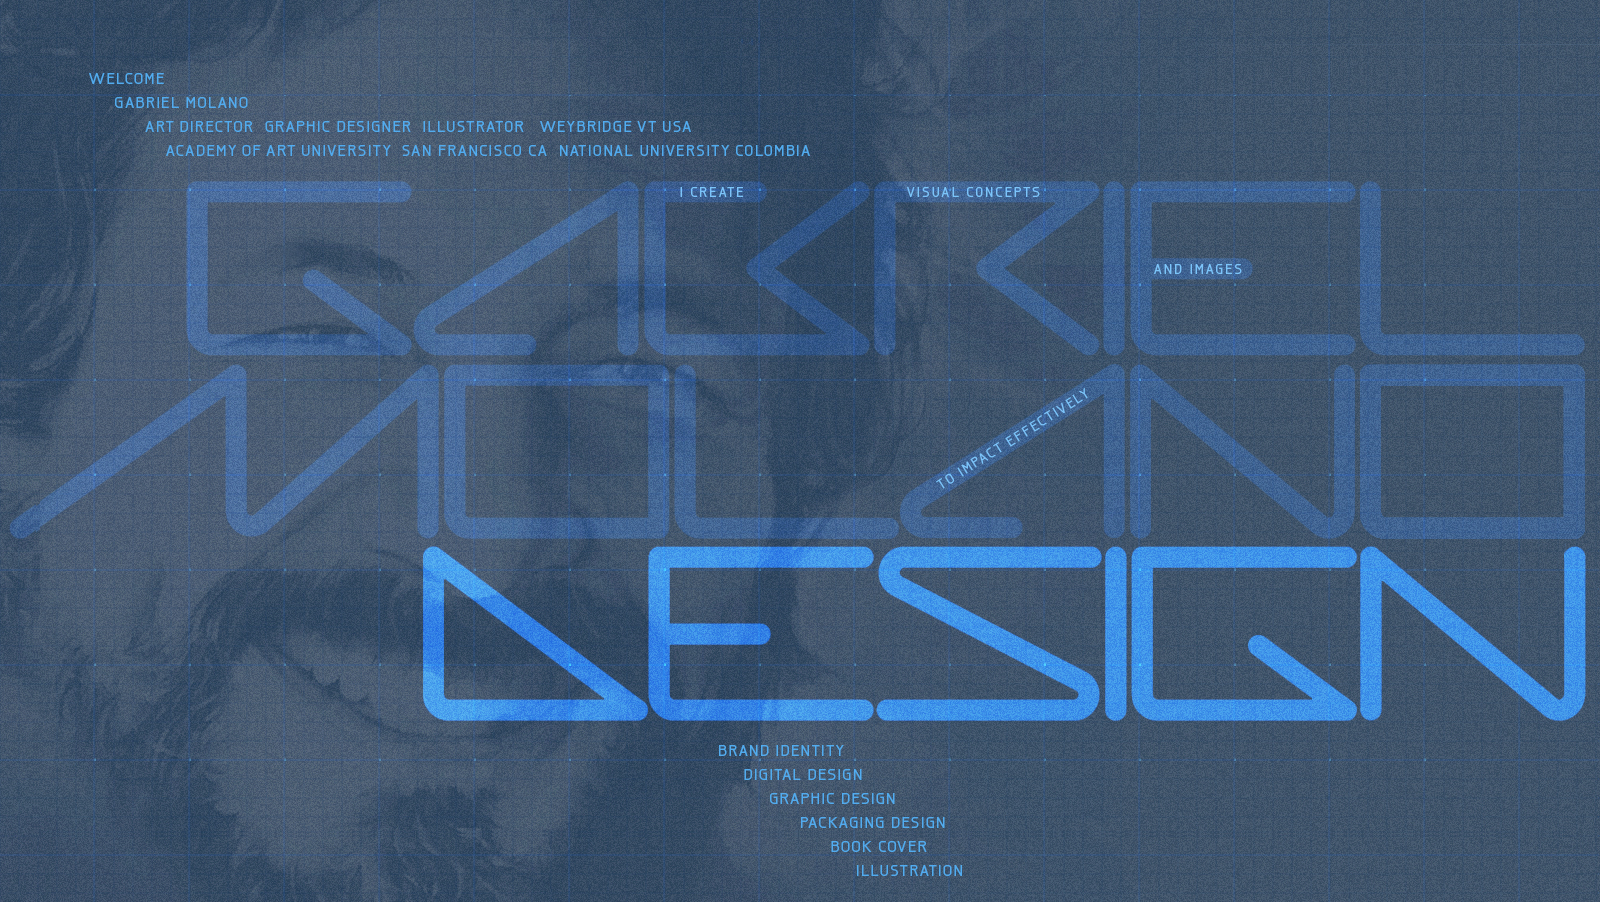 WELCOME
GABRIEL MOLANO
ART DIRECTOR GRAPHIC DESIGNER ILLUSTRATOR WEYBRIDGE VT USA
ACADEMY OF ART UNIVERSITY SAN FRANCISCO CA NATIONAL UNIVERSITY COLOMBIA
GABRIEL
I CREATE
VISUAL CONCEPTS
AND IMAGES
MOLANO
TO IMPACT EFFECTIVELY
DESIGN
BRAND IDENTITY
DIGITAL DESIGN
GRAPHIC DESIGN
PACKAGING DESIGN
BOOK COVER
ILLUSTRATION